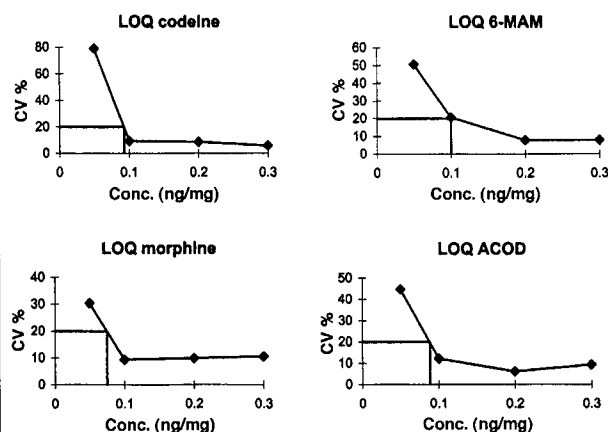 LOQ codeine
80
60
40
20
0
CV %
0 0.1 0.2 0.3
Conc. (ng/mg)
LOQ 6-MAM
60
50
40
30
20
10
0
CV %
0 0.1 0.2 0.3
Conc. (ng/mg)
LOQ morphine
40
30
20
10
0
CV %
0 0.1 0.2 0.3
Conc. (ng/mg)
LOQ ACOD
50
40
30
20
10
0
CV %
0 0.1 0.2 0.3
Conc. (ng/mg)